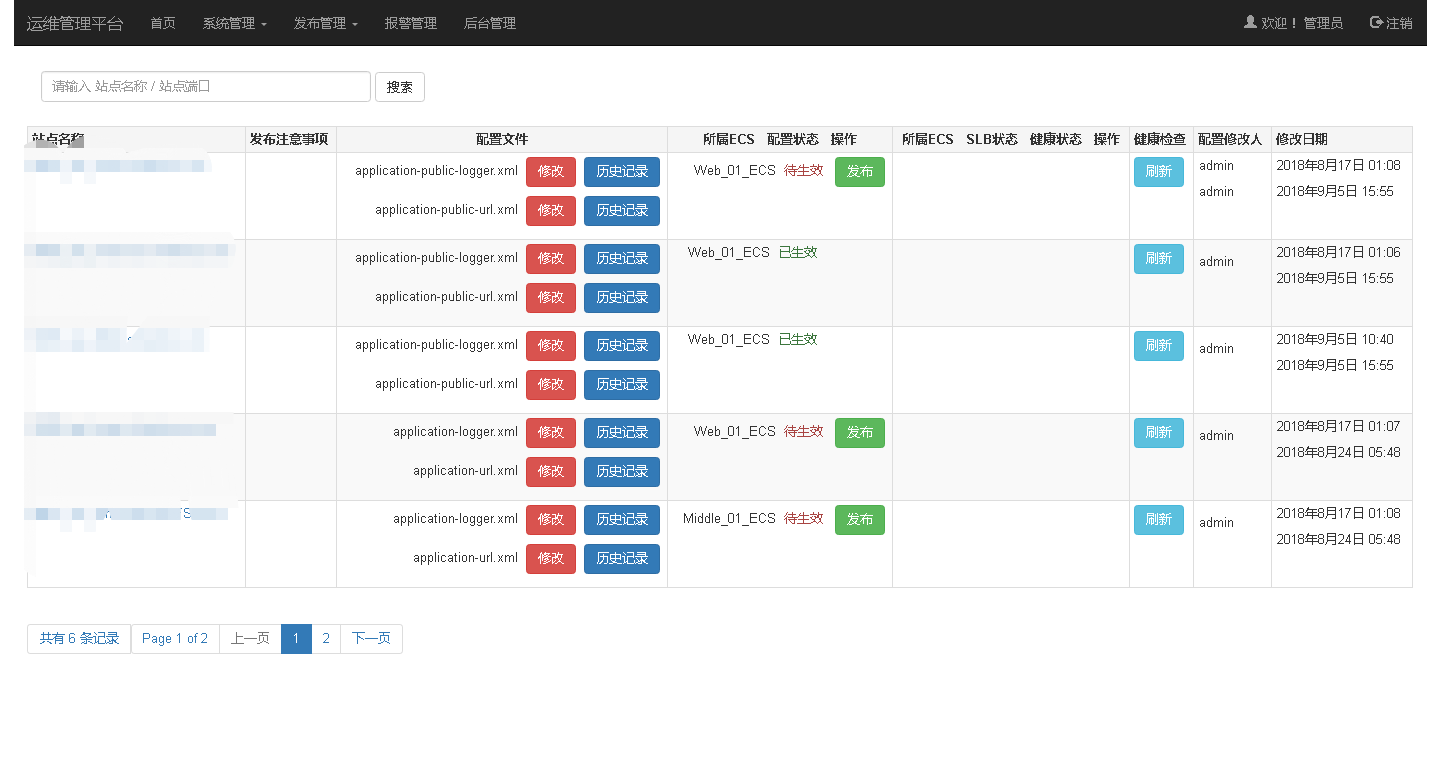 运维管理平台 首页 系统管理 发布管理 报警管理 后台管理 欢迎！ 管理员 注销
请输入 站点名称 / 站点端口 搜索
站点名称 发布注意事项 配置文件 所属ECS 配置状态 操作 所属ECS SLB状态 健康状态 操作 健康检查 配置修改人 修改日期
application-public-logger.xml 修改 历史记录 Web_01_ECS 待生效 发布 刷新 admin 2018年8月17日 01:08
application-public-url.xml 修改 历史记录 admin 2018年9月5日 15:55
application-public-logger.xml 修改 历史记录 Web_01_ECS 已生效 刷新 admin 2018年8月17日 01:06
application-public-url.xml 修改 历史记录 2018年9月5日 15:55
application-public-logger.xml 修改 历史记录 Web_01_ECS 已生效 刷新 admin 2018年9月5日 10:40
application-public-url.xml 修改 历史记录 2018年9月5日 15:55
application-logger.xml 修改 历史记录 Web_01_ECS 待生效 发布 刷新 admin 2018年8月17日 01:07
application-url.xml 修改 历史记录 2018年8月24日 05:48
application-logger.xml 修改 历史记录 Middle_01_ECS 待生效 发布 刷新 admin 2018年8月17日 01:08
application-url.xml 修改 历史记录 2018年8月24日 05:48
共有 6 条记录 Page 1 of 2 上一页 1 2 下一页